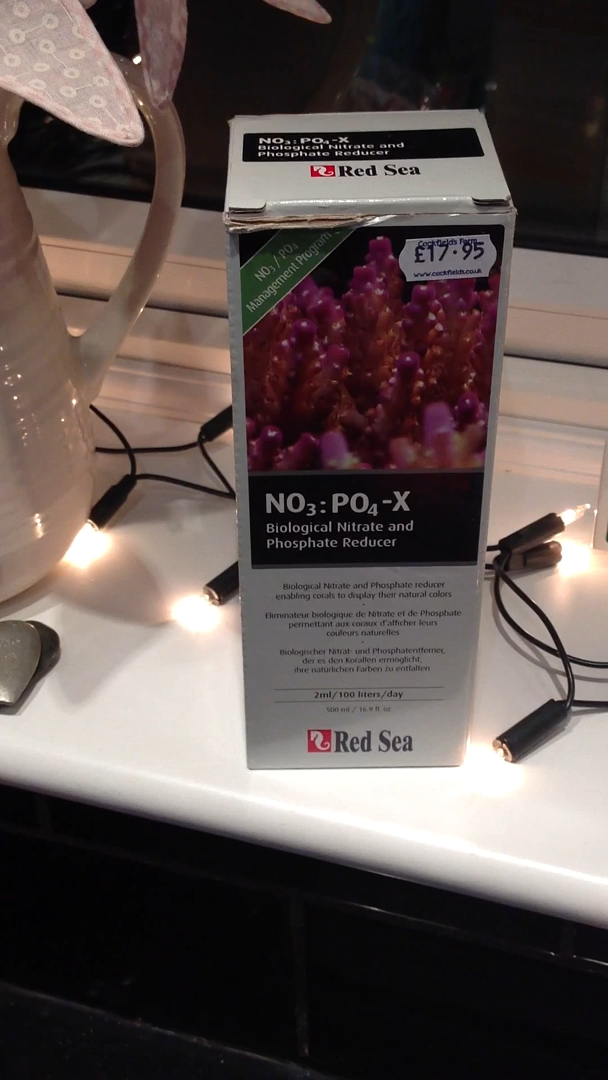 NO₃:PO₄-X
Biological Nitrate and
Phosphate Reducer
Red Sea
NO₃ / PO₄
Management Program
Cockfields Farm
£17.95
www.cockfields.co.uk
NO₃:PO₄-X
Biological Nitrate and
Phosphate Reducer
Biological Nitrate and Phosphate reducer
enabling corals to display their natural colors
Eliminateur biologique de Nitrate et de Phosphate
permettant aux coraux d'afficher leurs
couleurs naturelles
Biologischer Nitrat- und Phosphatentferner,
der es den Korallen ermöglicht,
ihre natürlichen Farben zu entfalten
2ml/100 liters/day
500 ml / 16.9 fl. oz.
Red Sea